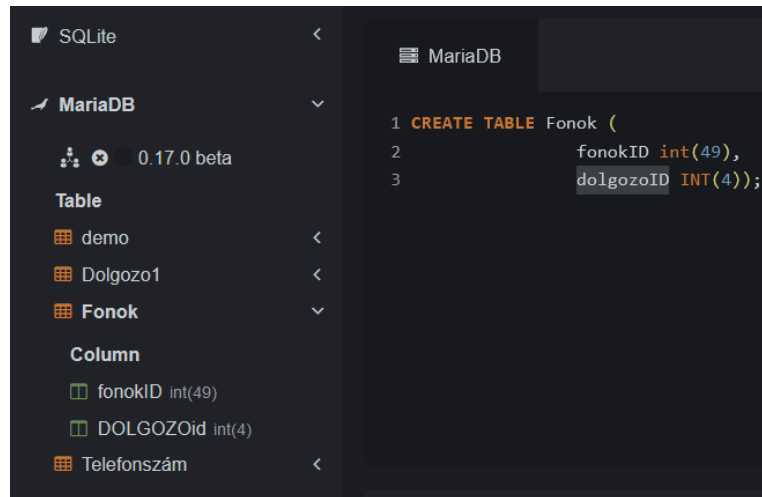 SQLite
MariaDB
0.17.0 beta
Table
demo
Dolgozo1
Fonok
Column
fonokID int(49)
DOLGOZOid int(4)
Telefonszám
MariaDB
1 CREATE TABLE Fonok (
2 fonokID int(49),
3 dolgozoID INT(4));